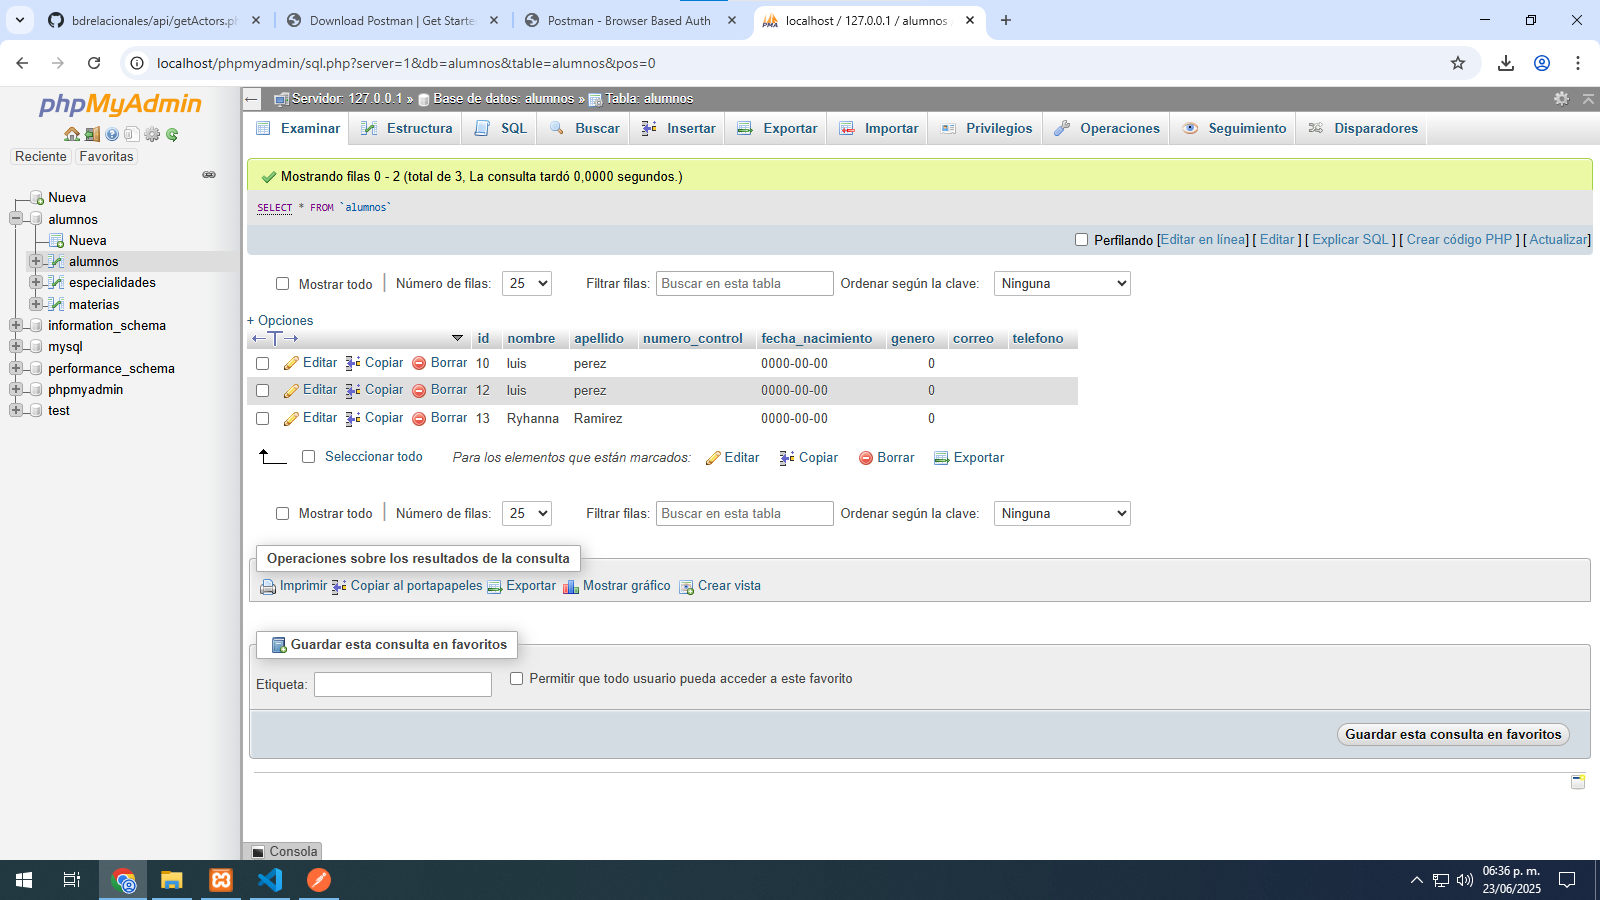 bdrelacionales/api/getActors.ph
Download Postman | Get Starte
Postman - Browser Based Auth
localhost / 127.0.0.1 / alumnos
localhost/phpmyadmin/sql.php?server=1&db=alumnos&table=alumnos&pos=0
phpMyAdmin
Reciente
Favoritas
Nueva
alumnos
Nueva
alumnos
especialidades
materias
information_schema
mysql
performance_schema
phpmyadmin
test
Servidor: 127.0.0.1 » Base de datos: alumnos » Tabla: alumnos
Examinar Estructura SQL Buscar Insertar Exportar Importar Privilegios Operaciones Seguimiento Disparadores
Mostrando filas 0 - 2 (total de 3, La consulta tardó 0,0000 segundos.)
SELECT * FROM `alumnos`
Perfilando [Editar en línea] [ Editar ] [ Explicar SQL ] [ Crear código PHP ] [ Actualizar]
Mostrar todo Número de filas: 25 Filtrar filas: Buscar en esta tabla Ordenar según la clave: Ninguna
+ Opciones
id nombre apellido numero_control fecha_nacimiento genero correo telefono
Editar Copiar Borrar 10 luis perez 0000-00-00 0
Editar Copiar Borrar 12 luis perez 0000-00-00 0
Editar Copiar Borrar 13 Ryhanna Ramirez 0000-00-00 0
Seleccionar todo Para los elementos que están marcados: Editar Copiar Borrar Exportar
Mostrar todo Número de filas: 25 Filtrar filas: Buscar en esta tabla Ordenar según la clave: Ninguna
Operaciones sobre los resultados de la consulta
Imprimir Copiar al portapapeles Exportar Mostrar gráfico Crear vista
Guardar esta consulta en favoritos
Etiqueta: Permitir que todo usuario pueda acceder a este favorito
Guardar esta consulta en favoritos
Consola
06:36 p. m.
23/06/2025